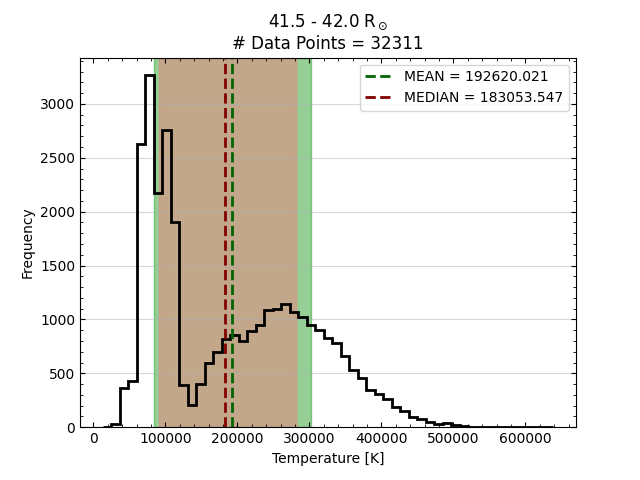 41.5 - 42.0 R⊙
# Data Points = 32311
MEAN = 192620.021
MEDIAN = 183053.547
Frequency
3000
2500
2000
1500
1000
500
0
0 100000 200000 300000 400000 500000 600000
Temperature [K]